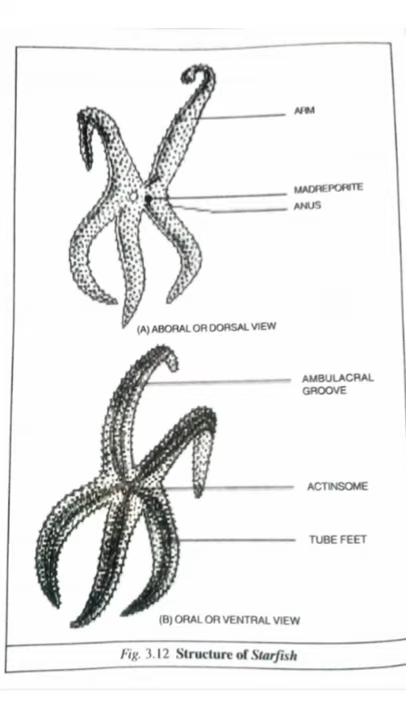 ARM
MADREPORITE
ANUS
(A) ABORAL OR DORSAL VIEW
AMBULACRAL
GROOVE
ACTINSOME
TUBE FEET
(B) ORAL OR VENTRAL VIEW
Fig. 3.12 Structure of Starfish